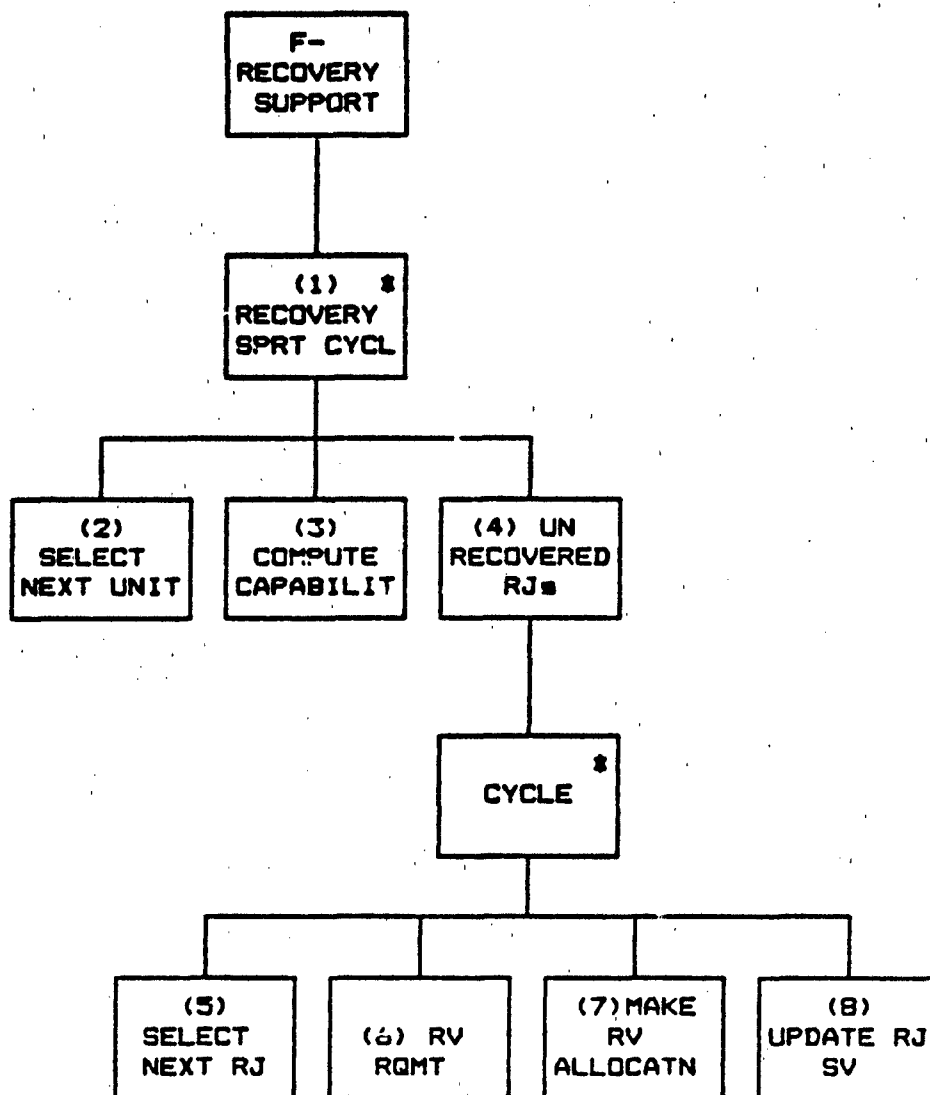 F-
RECOVERY
SUPPORT
(1) *
RECOVERY
SPRT CYCL
(2)
SELECT
NEXT UNIT
(3)
COMPUTE
CAPABILIT
(4) UN
RECOVERED
RJs
*
CYCLE
(5)
SELECT
NEXT RJ
(6) RV
RQMT
(7)MAKE
RV
ALLOCATN
(8)
UPDATE RJ
SV